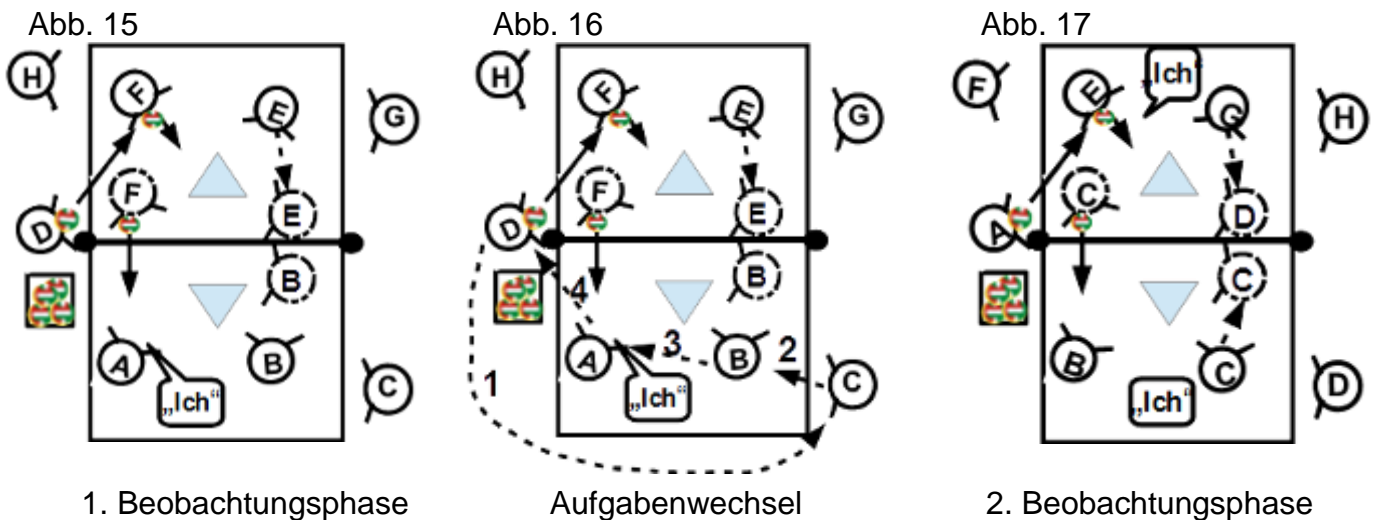 Abb. 15
H
F
E
G
F
E
D
B
A
B
C
„Ich“
1. Beobachtungsphase
Abb. 16
H
F
E
G
F
E
D
B
4
A
3
B
2
C
1
„Ich“
Aufgabenwechsel
Abb. 17
„Ich“
F
E
G
H
C
D
A
C
B
C
D
„Ich“
2. Beobachtungsphase